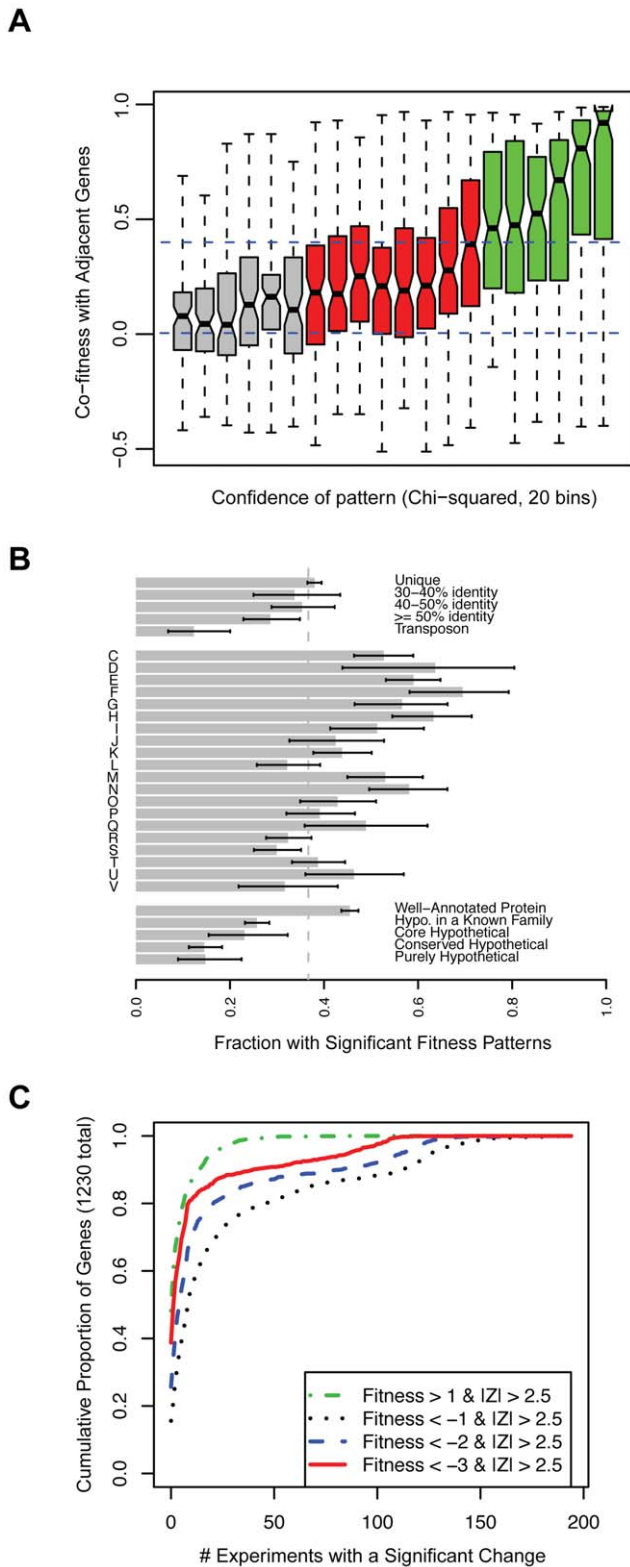 A
Co-fitness with Adjacent Genes
1.0
0.5
0.0
−0.5
Confidence of pattern (Chi−squared, 20 bins)
B
Unique
30−40% identity
40−50% identity
>= 50% identity
Transposon
C
D
E
F
G
H
I
J
K
L
M
N
O
P
Q
R
S
T
U
V
Well−Annotated Protein
Hypo. in a Known Family
Core Hypothetical
Conserved Hypothetical
Purely Hypothetical
0.0 0.2 0.4 0.6 0.8 1.0
Fraction with Significant Fitness Patterns
C
Cumulative Proportion of Genes (1230 total)
1.0
0.8
0.6
0.4
0.2
0.0
Fitness > 1 & |Z| > 2.5
Fitness < −1 & |Z| > 2.5
Fitness < −2 & |Z| > 2.5
Fitness < −3 & |Z| > 2.5
0 50 100 150 200
# Experiments with a Significant Change